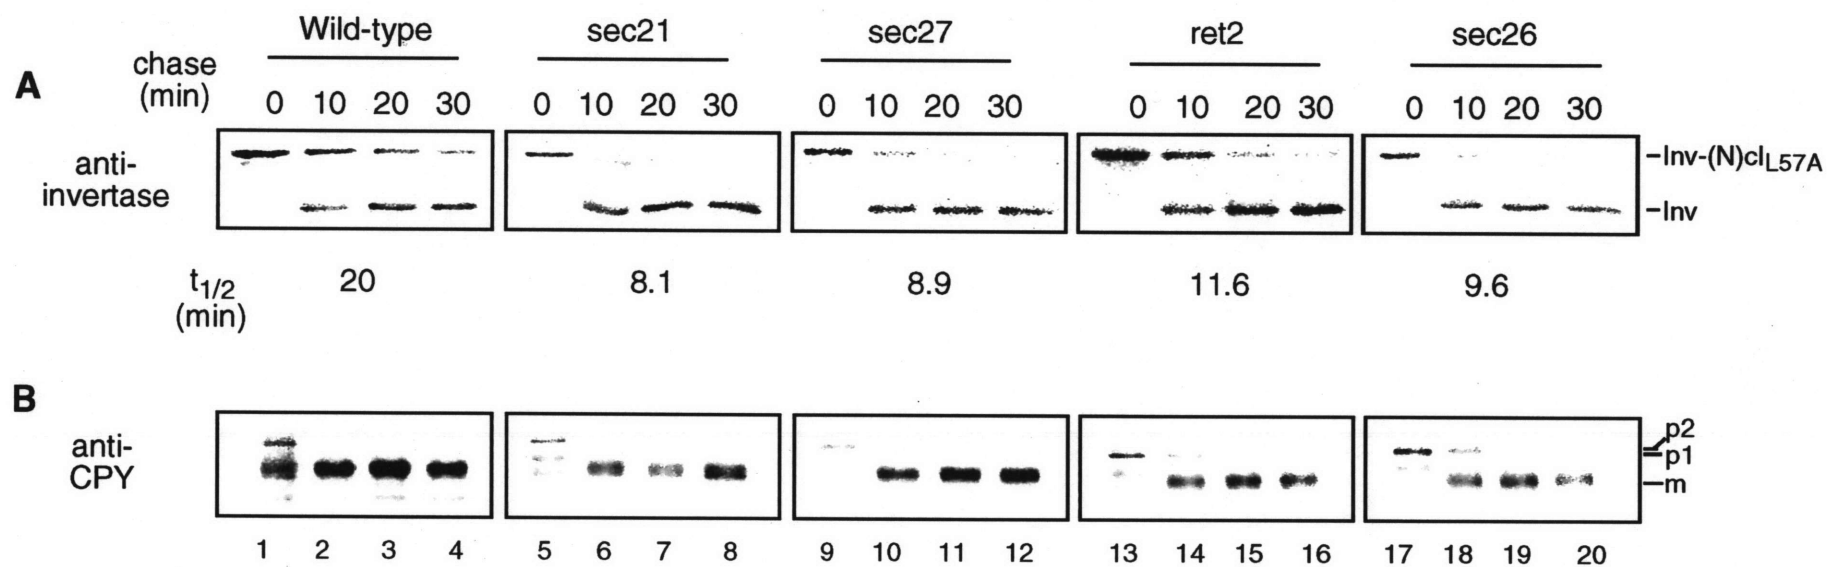 Wild-type sec21 sec27 ret2 sec26
A
chase
(min)
0 10 20 30 0 10 20 30 0 10 20 30 0 10 20 30 0 10 20 30
anti-
invertase
Inv-(N)cI L57A
Inv
t1/2
(min)
20 8.1 8.9 11.6 9.6
B
anti-
CPY
p2
p1
m
1 2 3 4 5 6 7 8 9 10 11 12 13 14 15 16 17 18 19 20